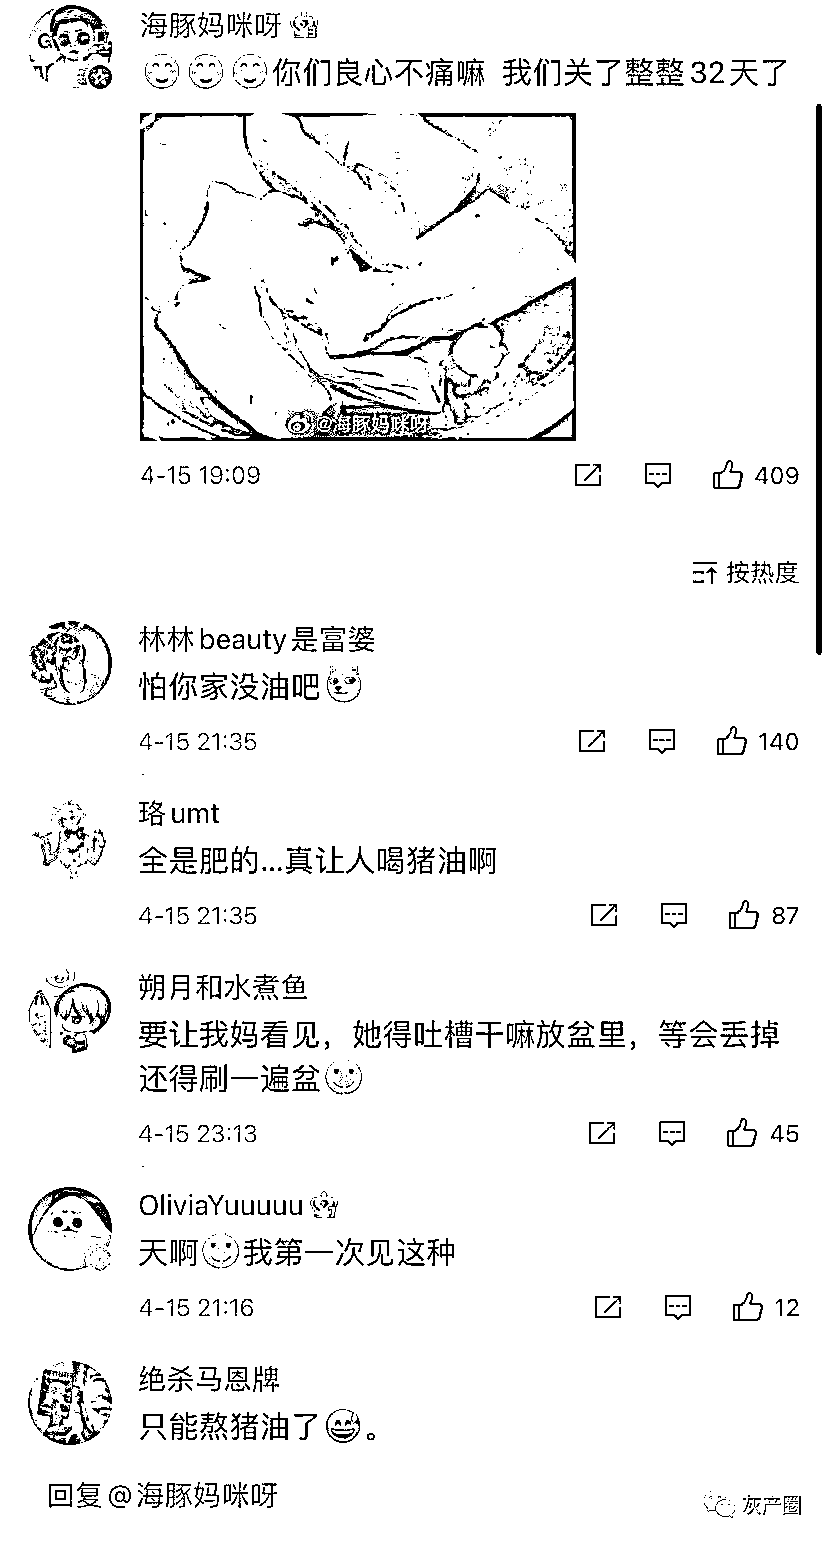 海豚妈咪呀
你们良心不痛嘛 我们关了整整32天了
@海豚妈咪呀
4-15 19:09
409
按热度
林林beauty是富婆
怕你家没油吧
4-15 21:35
140
珞umt
全是肥的...真让人喝猪油啊
4-15 21:35
87
朔月和水煮鱼
要让我妈看见，她得吐槽干嘛放盆里，等会丢掉
还得刷一遍盆
4-15 23:13
45
OliviaYuuuuu
天啊我第一次见这种
4-15 21:16
12
绝杀马恩牌
只能熬猪油了。
回复@海豚妈咪呀
灰产圈